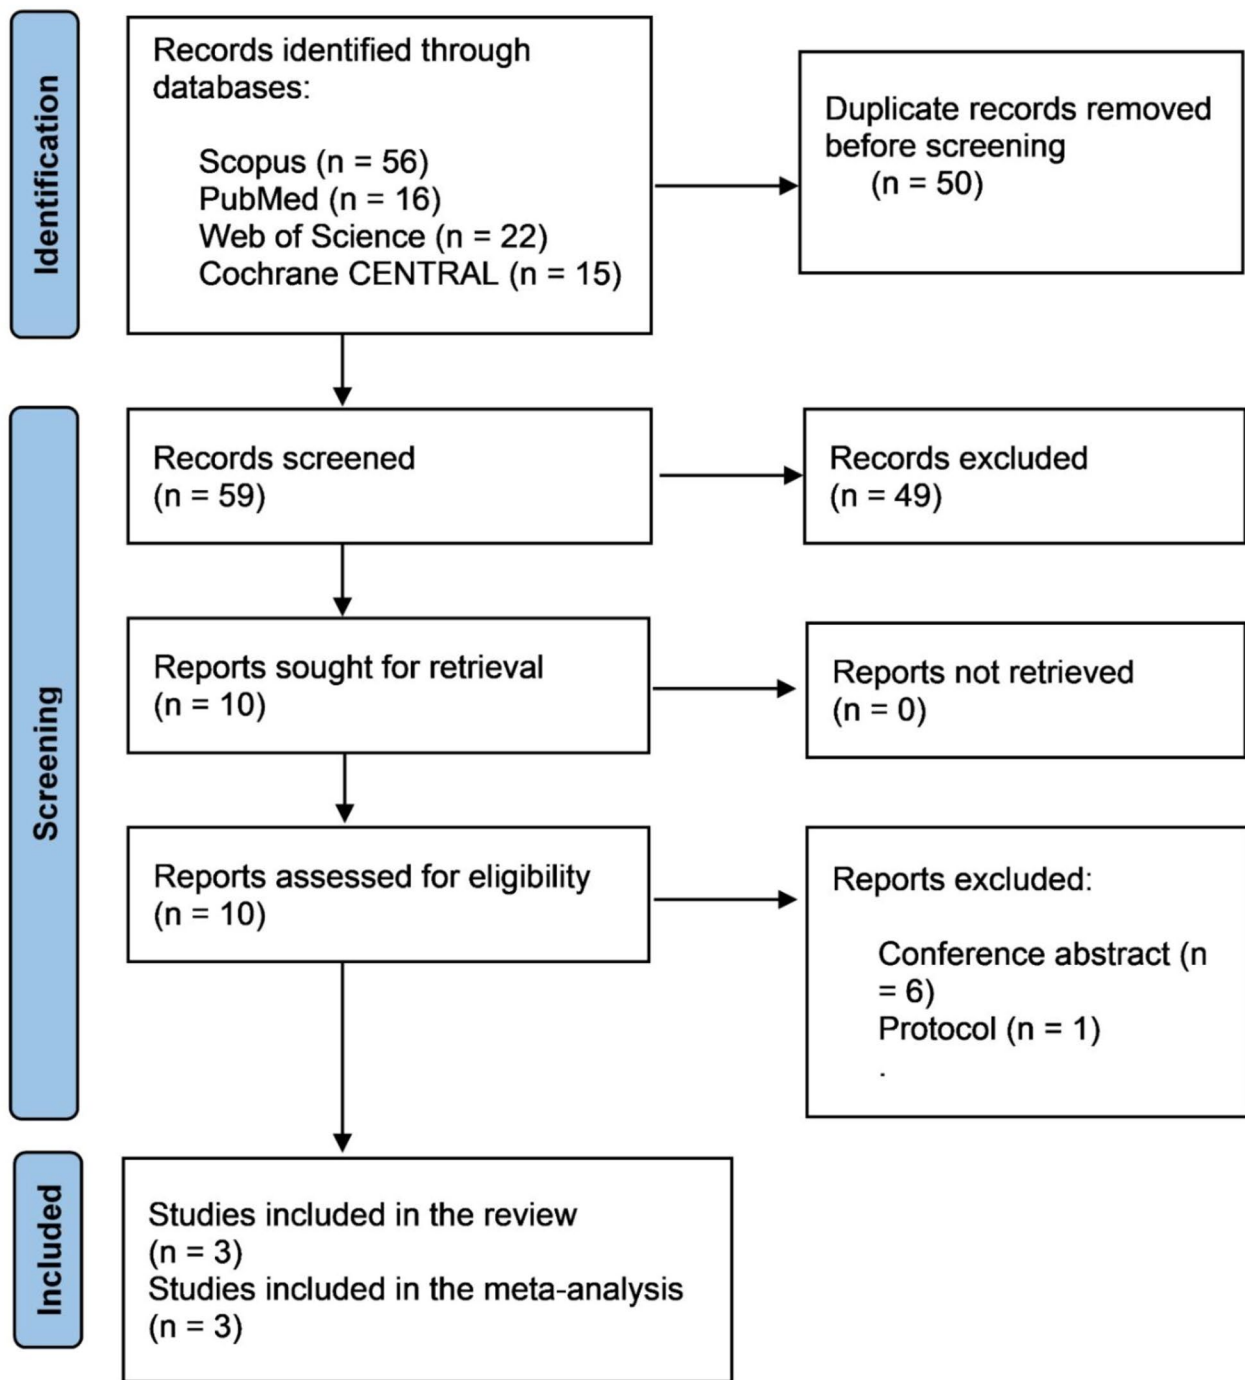 Identification
Records identified through
databases:
Scopus (n = 56)
PubMed (n = 16)
Web of Science (n = 22)
Cochrane CENTRAL (n = 15)
Duplicate records removed
before screening
(n = 50)
Screening
Records screened
(n = 59)
Records excluded
(n = 49)
Reports sought for retrieval
(n = 10)
Reports not retrieved
(n = 0)
Reports assessed for eligibility
(n = 10)
Reports excluded:
Conference abstract (n
= 6)
Protocol (n = 1)
.
Included
Studies included in the review
(n = 3)
Studies included in the meta-analysis
(n = 3)